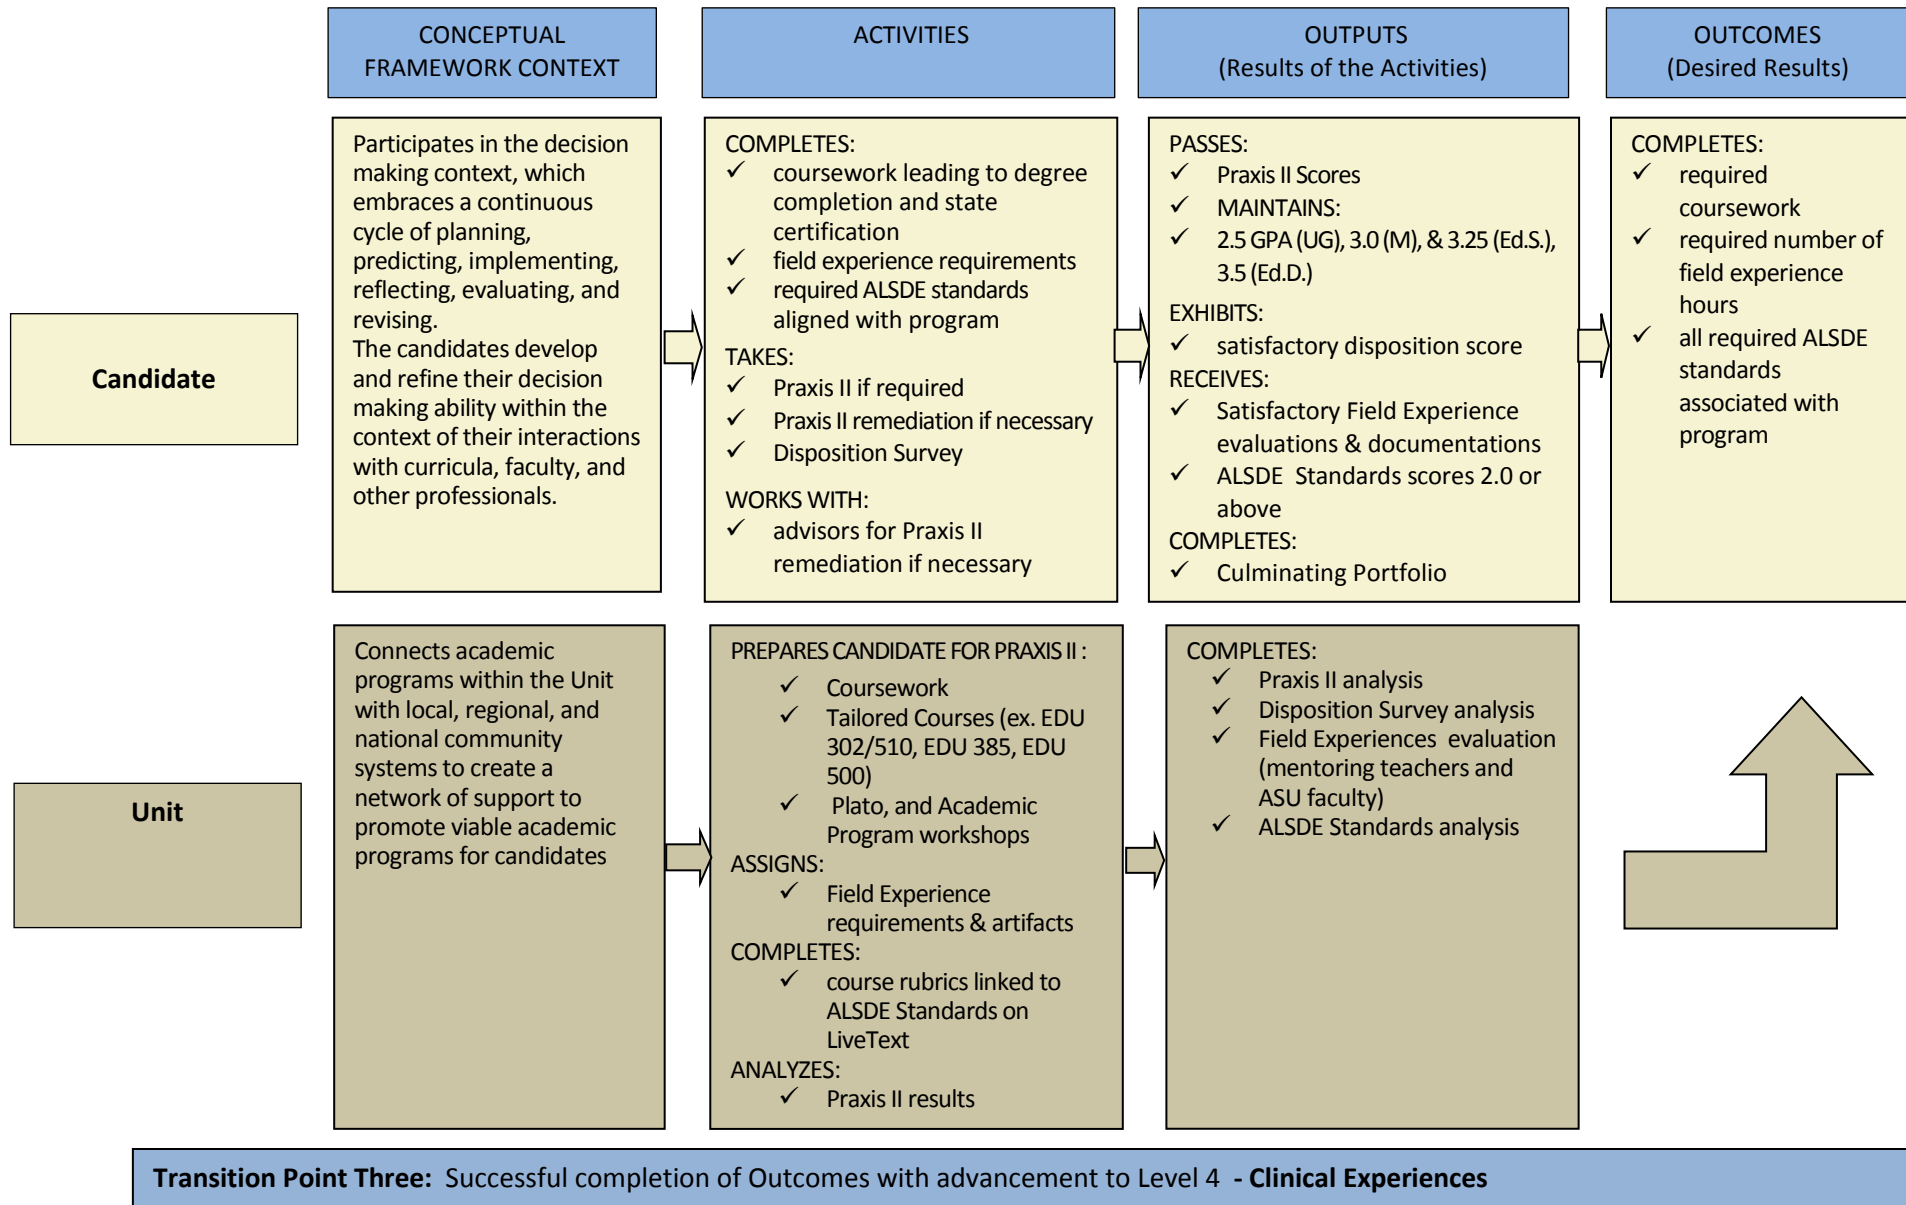 CONCEPTUAL
FRAMEWORK CONTEXT
ACTIVITIES
OUTPUTS
(Results of the Activities)
OUTCOMES
(Desired Results)
Candidate
Participates in the decision
making context, which
embraces a continuous
cycle of planning,
predicting, implementing,
reflecting, evaluating, and
revising.
The candidates develop
and refine their decision
making ability within the
context of their interactions
with curricula, faculty, and
other professionals.
COMPLETES:
✓ coursework leading to degree
completion and state
certification
✓ field experience requirements
✓ required ALSDE standards
aligned with program
TAKES:
✓ Praxis II if required
✓ Praxis II remediation if necessary
✓ Disposition Survey
WORKS WITH:
✓ advisors for Praxis II
remediation if necessary
PASSES:
✓ Praxis II Scores
✓ MAINTAINS:
✓ 2.5 GPA (UG), 3.0 (M), & 3.25 (Ed.S.),
3.5 (Ed.D.)
EXHIBITS:
✓ satisfactory disposition score
RECEIVES:
✓ Satisfactory Field Experience
evaluations & documentations
✓ ALSDE Standards scores 2.0 or
above
COMPLETES:
✓ Culminating Portfolio
COMPLETES:
✓ required
coursework
✓ required number of
field experience
hours
✓ all required ALSDE
standards
associated with
program
Unit
Connects academic
programs within the Unit
with local, regional, and
national community
systems to create a
network of support to
promote viable academic
programs for candidates
PREPARES CANDIDATE FOR PRAXIS II :
✓ Coursework
✓ Tailored Courses (ex. EDU
302/510, EDU 385, EDU
500)
✓ Plato, and Academic
Program workshops
ASSIGNS:
✓ Field Experience
requirements & artifacts
COMPLETES:
✓ course rubrics linked to
ALSDE Standards on
LiveText
ANALYZES:
✓ Praxis II results
COMPLETES:
✓ Praxis II analysis
✓ Disposition Survey analysis
✓ Field Experiences evaluation
(mentoring teachers and
ASU faculty)
✓ ALSDE Standards analysis
Transition Point Three: Successful completion of Outcomes with advancement to Level 4 - Clinical Experiences